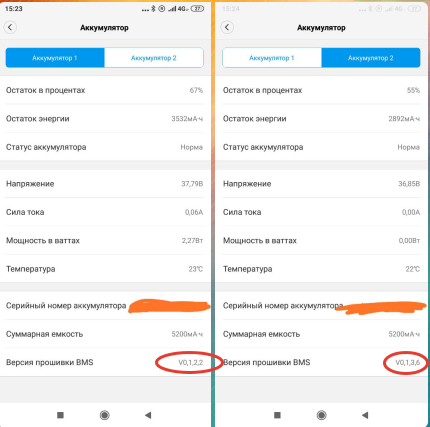 15:23
4G
37
Аккумулятор
Аккумулятор 1 Аккумулятор 2
Остаток в процентах 67%
Остаток энергии 3532мА·ч
Статус аккумулятора Норма
Напряжение 37,79В
Сила тока 0,06А
Мощность в ваттах 2,27Вт
Температура 23°C
Серийный номер аккумулятора
Суммарная емкость 5200мА·ч
Версия прошивки BMS V0,1,2,2
15:24
4G
37
Аккумулятор
Аккумулятор 1 Аккумулятор 2
Остаток в процентах 55%
Остаток энергии 2892мА·ч
Статус аккумулятора Норма
Напряжение 36,85В
Сила тока 0,00А
Мощность в ваттах 0,00Вт
Температура 22°C
Серийный номер аккумулятора
Суммарная емкость 5200мА·ч
Версия прошивки BMS V0,1,3,6